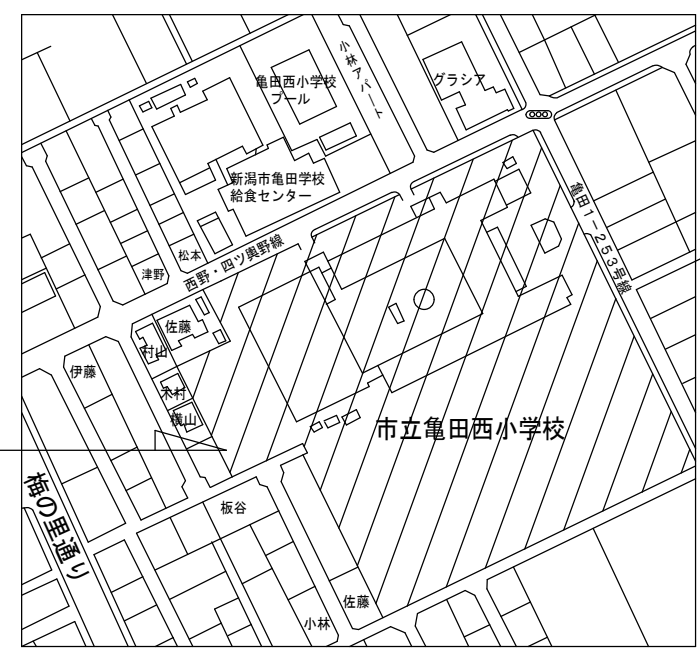 小林アパート
亀田西小学校
プール
グラシア
新潟市亀田学校
給食センター
亀田1-253号線
松本
西野・四ツ興野線
津野
佐藤
村山
伊藤
木村
横山
市立亀田西小学校
梅の里通り
板谷
佐藤
小林